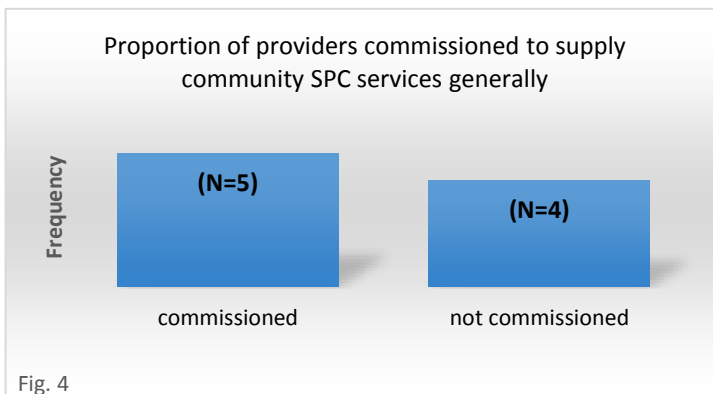 Proportion of providers commissioned to supply
community SPC services generally
Frequency
(N=5)
(N=4)
commissioned
not commissioned
Fig. 4